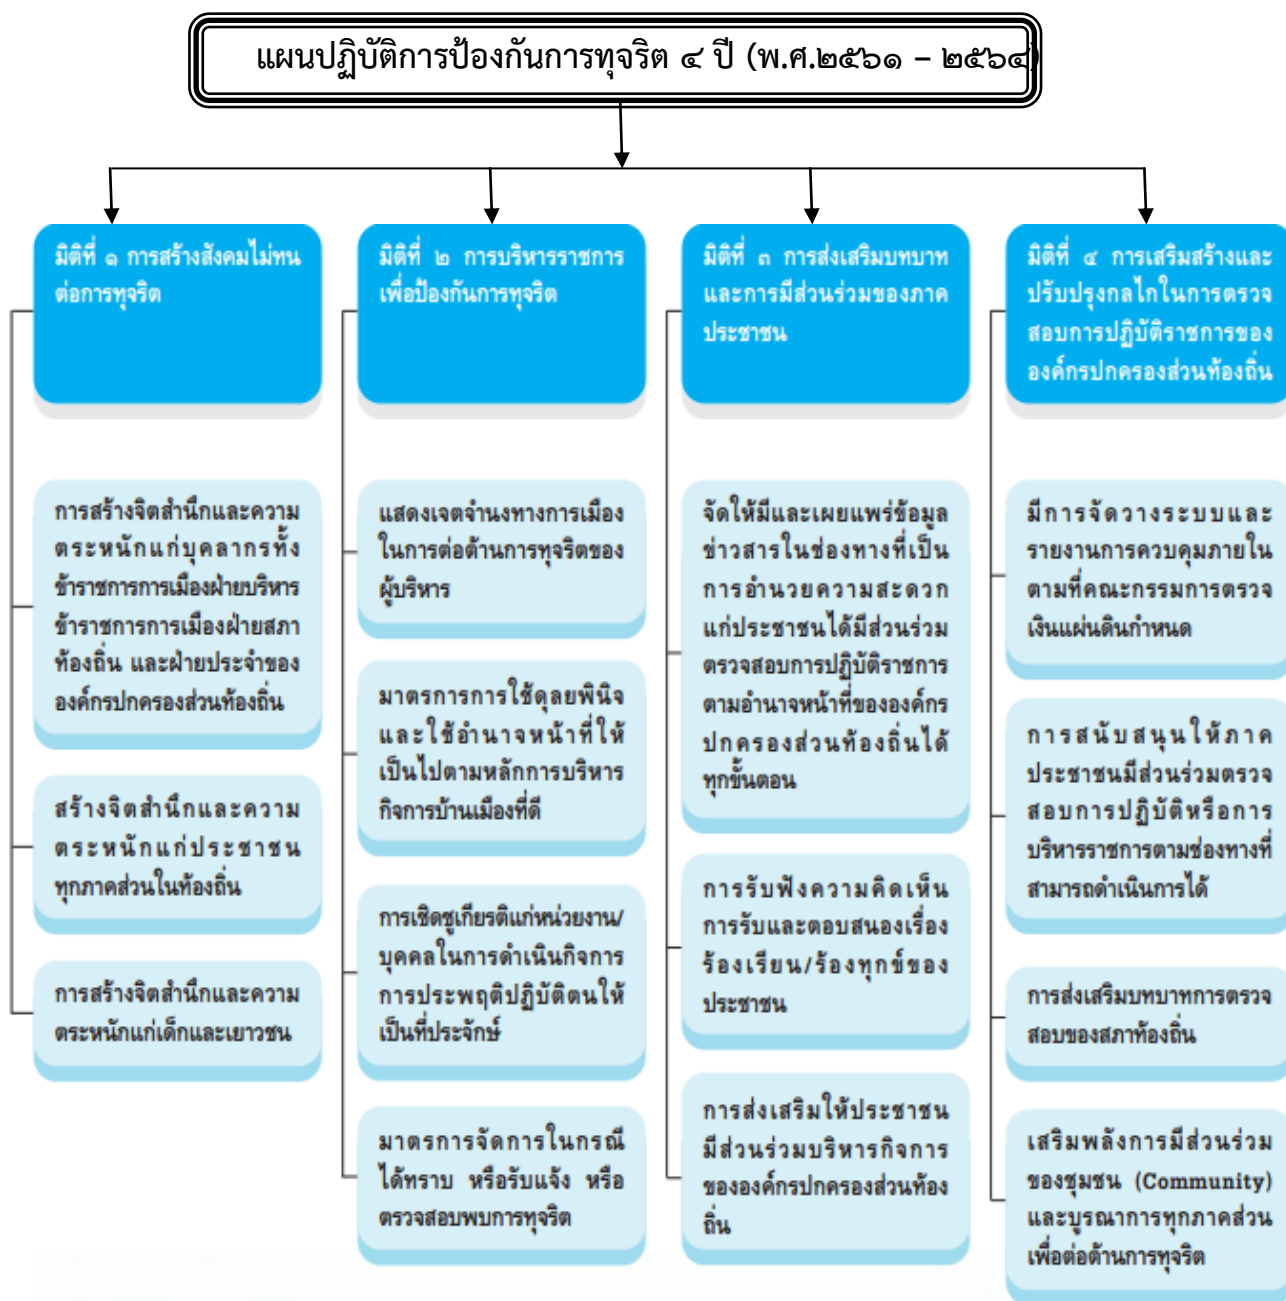 แผนปฏิบัติการป้องกันการทุจริต ๔ ปี (พ.ศ.๒๕๖๑ – ๒๕๖๔)
มิติที่ ๑ การสร้างสังคมไม่ทน
ต่อการทุจริต
การสร้างจิตสำนึกและความ
ตระหนักแก่บุคลากรทั้ง
ข้าราชการการเมืองฝ่ายบริหาร
ข้าราชการการเมืองฝ่ายสภา
ท้องถิ่น และฝ่ายประจำของ
องค์กรปกครองส่วนท้องถิ่น
สร้างจิตสำนึกและความ
ตระหนักแก่ประชาชน
ทุกภาคส่วนในท้องถิ่น
การสร้างจิตสำนึกและความ
ตระหนักแก่เด็กและเยาวชน
มิติที่ ๒ การบริหารราชการ
เพื่อป้องกันการทุจริต
แสดงเจตจำนงทางการเมือง
ในการต่อต้านการทุจริตของ
ผู้บริหาร
มาตรการการใช้ดุลยพินิจ
และใช้อำนาจหน้าที่ให้
เป็นไปตามหลักการบริหาร
กิจการบ้านเมืองที่ดี
การเชิดชูเกียรติแก่หน่วยงาน/
บุคคลในการดำเนินกิจการ
การประพฤติปฏิบัติตนให้
เป็นที่ประจักษ์
มาตรการจัดการในกรณี
ได้ทราบ หรือรับแจ้ง หรือ
ตรวจสอบพบการทุจริต
มิติที่ ๓ การส่งเสริมบทบาท
และการมีส่วนร่วมของภาค
ประชาชน
จัดให้มีและเผยแพร่ข้อมูล
ข่าวสารในช่องทางที่เป็น
การอำนวยความสะดวก
แก่ประชาชนได้มีส่วนร่วม
ตรวจสอบการปฏิบัติราชการ
ตามอำนาจหน้าที่ขององค์กร
ปกครองส่วนท้องถิ่นได้
ทุกขั้นตอน
การรับฟังความคิดเห็น
การรับและตอบสนองเรื่อง
ร้องเรียน/ร้องทุกข์ของ
ประชาชน
การส่งเสริมให้ประชาชน
มีส่วนร่วมบริหารกิจการ
ขององค์กรปกครองส่วนท้อง
ถิ่น
มิติที่ ๔ การเสริมสร้างและ
ปรับปรุงกลไกในการตรวจ
สอบการปฏิบัติราชการของ
องค์กรปกครองส่วนท้องถิ่น
มีการจัดวางระบบและ
รายงานการควบคุมภายใน
ตามที่คณะกรรมการตรวจ
เงินแผ่นดินกำหนด
การสนับสนุนให้ภาค
ประชาชนมีส่วนร่วมตรวจ
สอบการปฏิบัติหรือการ
บริหารราชการตามช่องทางที่
สามารถดำเนินการได้
การส่งเสริมบทบาทการตรวจ
สอบของสภาท้องถิ่น
เสริมพลังการมีส่วนร่วม
ของชุมชน (Community)
และบูรณาการทุกภาคส่วน
เพื่อต่อต้านการทุจริต